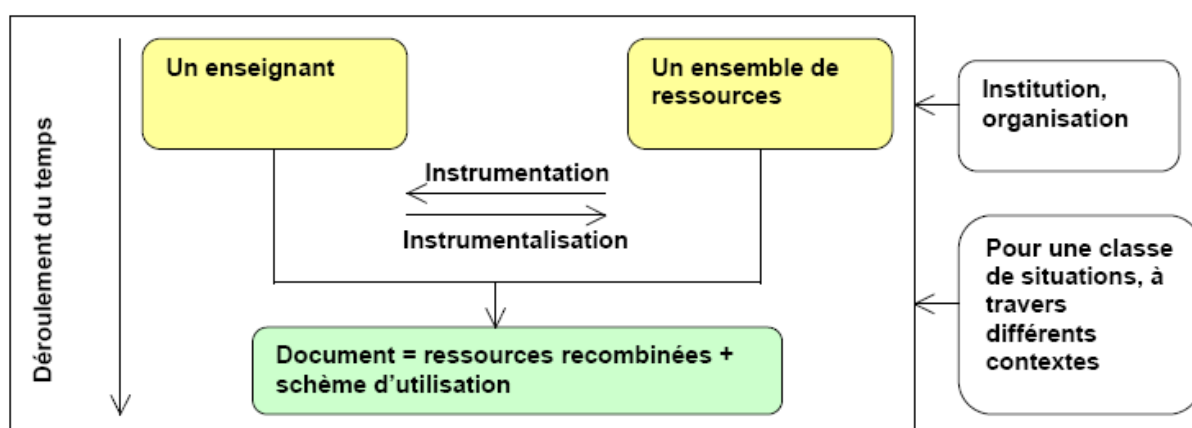 Déroulement du temps
Un enseignant
Un ensemble de
ressources
Institution,
organisation
Instrumentation
Instrumentalisation
Pour une classe
de situations, à
travers
différents
contextes
Document = ressources recombinées +
schème d'utilisation